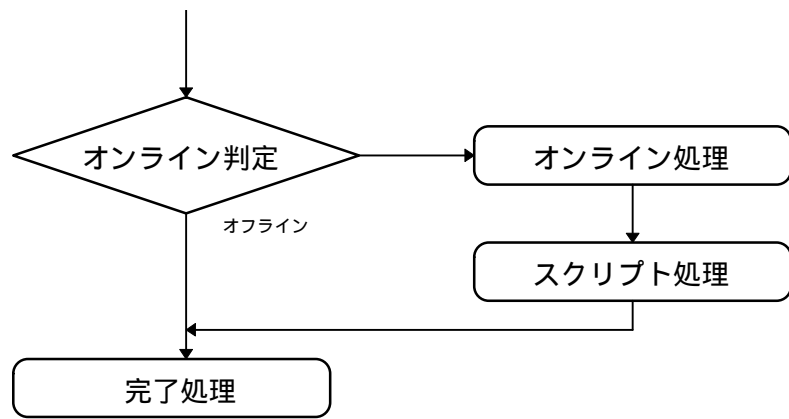 オンライン判定
オンライン処理
オフライン
スクリプト処理
完了処理